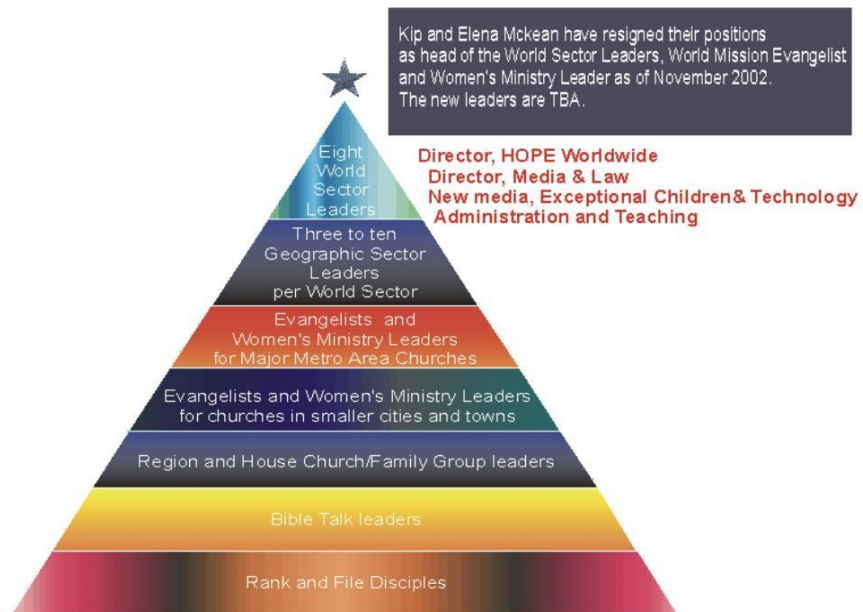 Kip and Elena Mckean have resigned their positions
as head of the World Sector Leaders, World Mission Evangelist
and Women's Ministry Leader as of November 2002.
The new leaders are TBA.
Eight
World
Sector
Leaders
Director, HOPE Worldwide
Director, Media & Law
New media, Exceptional Children& Technology
Administration and Teaching
Three to ten
Geographic Sector
Leaders
per World Sector
Evangelists and
Women's Ministry Leaders
for Major Metro Area Churches
Evangelists and Women's Ministry Leaders
for churches in smaller cities and towns
Region and House Church/Family Group leaders
Bible Talk leaders
Rank and File Disciples